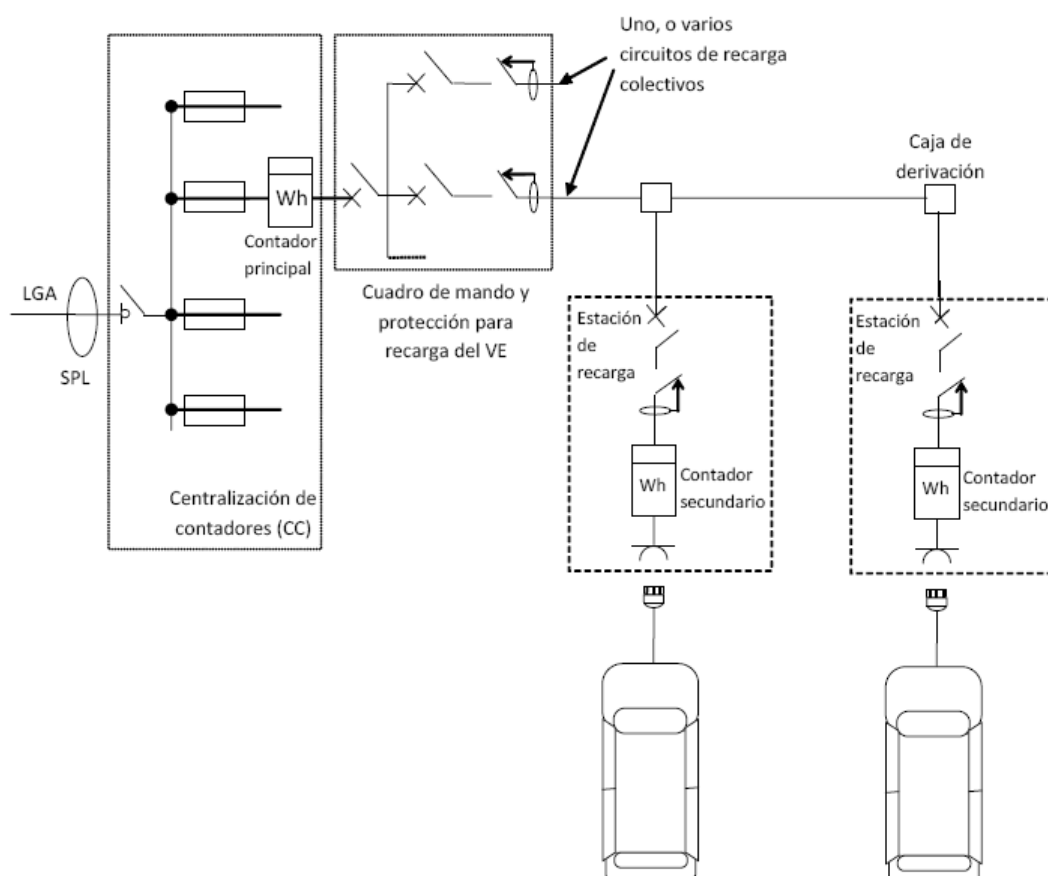 Uno, o varios
circuitos de recarga
colectivos
Caja de
derivación
Wh
Contador
principal
LGA
SPL
Cuadro de mando y
protección para
recarga del VE
Centralización de
contadores (CC)
Estación
de
recarga
Wh
Contador
secundario
Estación
de
recarga
Wh
Contador
secundario